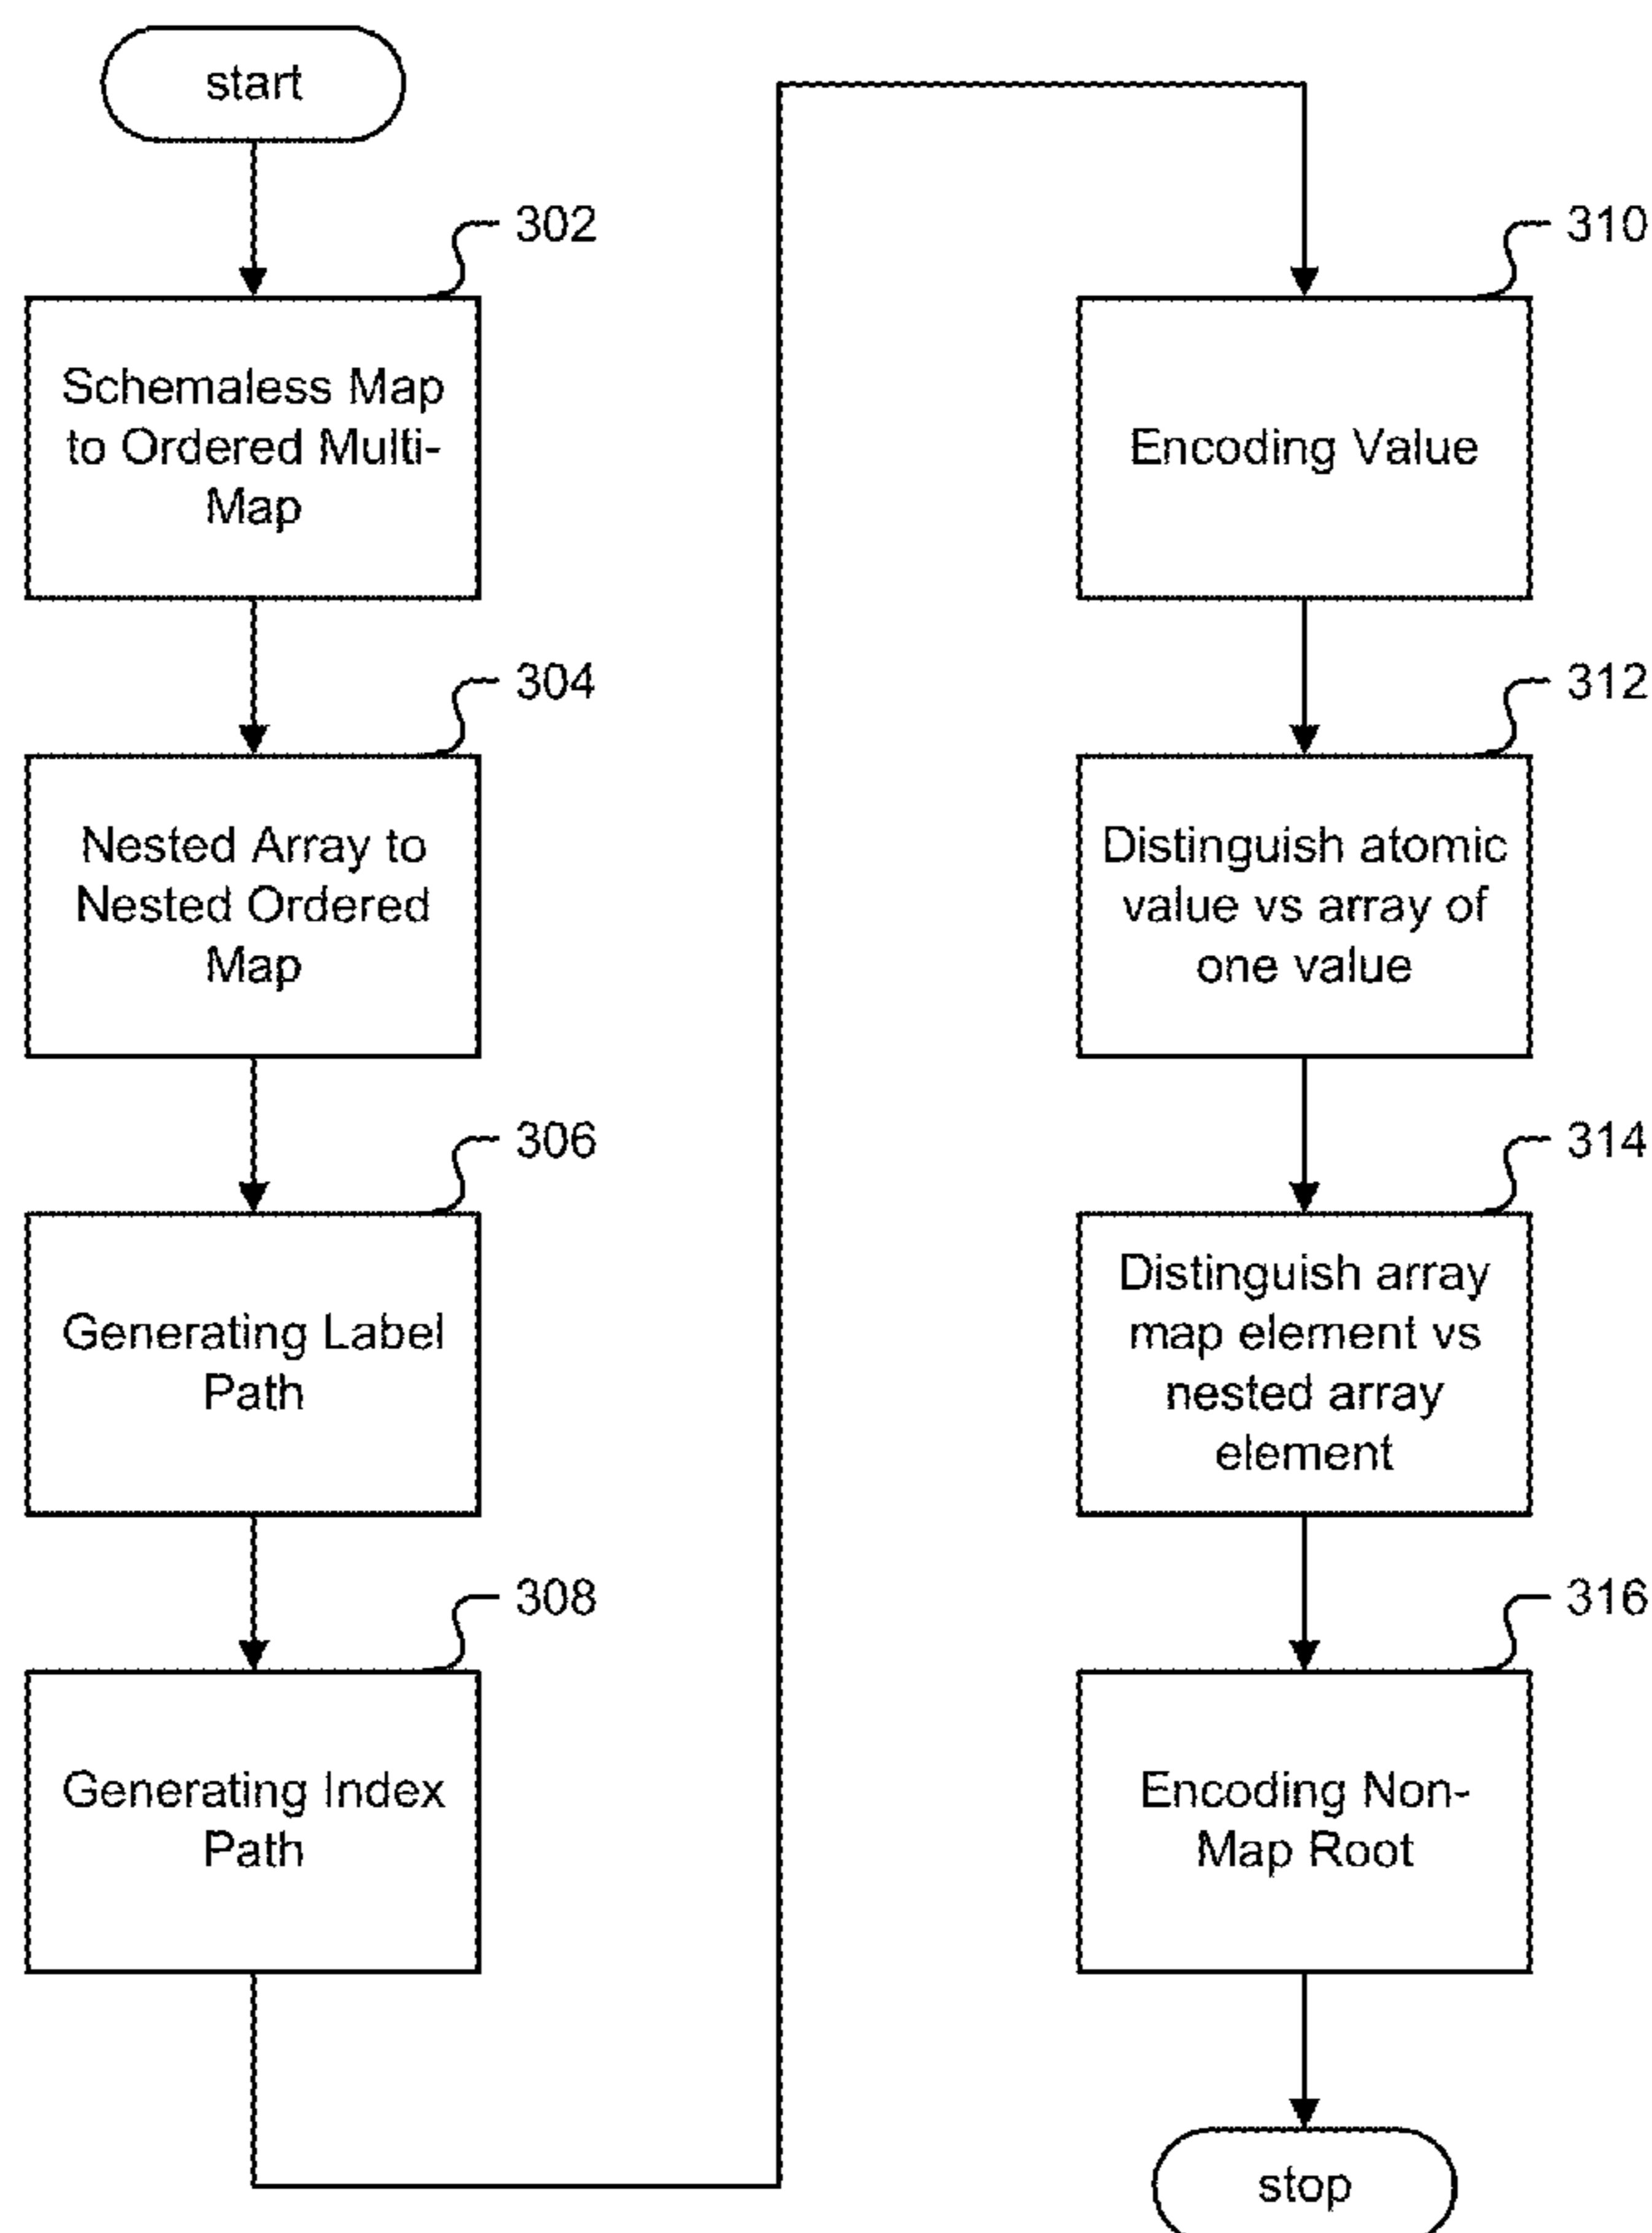 start
302
Schemaless Map
to Ordered Multi-
Map
304
Nested Array to
Nested Ordered
Map
306
Generating Label
Path
308
Generating Index
Path
310
Encoding Value
312
Distinguish atomic
value vs array of
one value
314
Distinguish array
map element vs
nested array
element
316
Encoding Non-
Map Root
stop